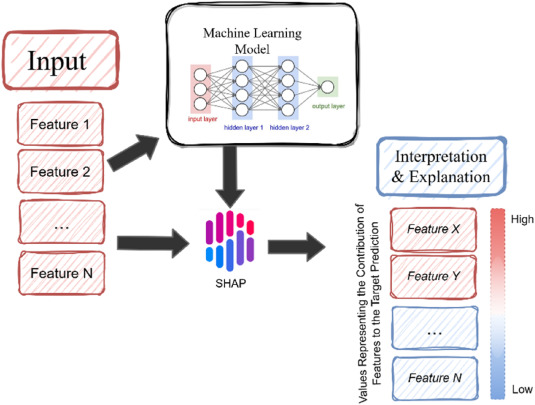 Input
Feature 1
Feature 2
...
Feature N
Machine Learning
Model
input layer
hidden layer 1
hidden layer 2
output layer
SHAP
Interpretation
& Explanation
Values Representing the Contribution of
Features to the Target Prediction
Feature X
Feature Y
...
Feature N
High
Low